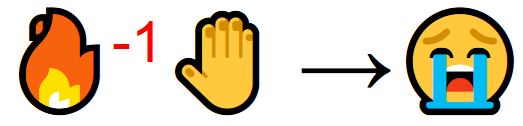 🔥-1 🤚 → 😭